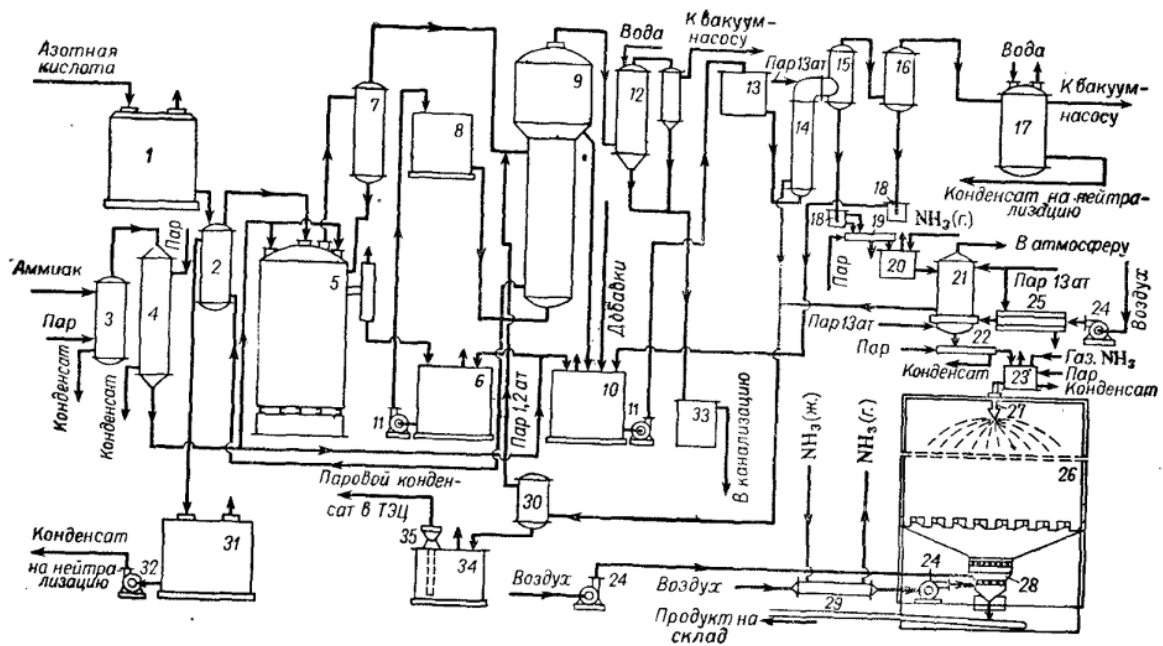 Азотная
кислота
1
Аммиак
Пар
3
Конденсат
4
Конденсат
Пар
2
5
7
8
9
Вода
12
К вакуум-
насосу
13
Пар 13ат
14
15
16
Вода
17
К вакуум-
насосу
Конденсат на нейтра-
лизацию
18
18
19
NH₃(г.)
Пар
20
21
В атмосферу
Пар 13ат
25
24
Воздух
Пар 13ат
22
Пар
Конденсат
23
Газ. NH₃
Пар
Конденсат
Добавки
6
11
Пар 1,2 ат
10
11
33
В канализацию
NH₃(ж.)
NH₃(г.)
27
26
Паровой конден-
сат в ТЭЦ
30
35
34
31
32
Конденсат
на нейтра-
лизацию
Воздух
24
Воздух
29
24
28
Продукт на
склад